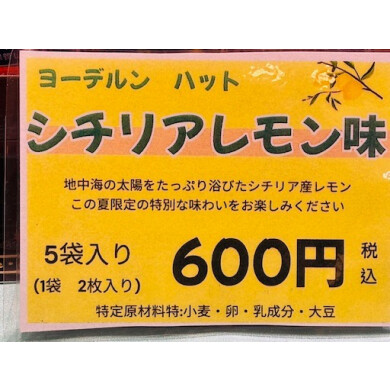 ヨーデルン　ハット
シチリアレモン味
地中海の太陽をたっぷり浴びたシチリア産レモン
この夏限定の特別な味わいをお楽しみください
5袋入り
(1袋　2枚入り)
600円
税込
特定原材料特:小麦・卵・乳成分・大豆